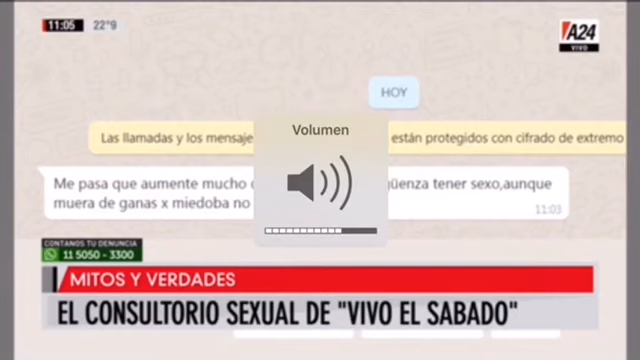 11:05 22°9
A24
VIVO
HOY
Las llamadas y los mensaje están protegidos con cifrado de extremo
Volumen
Me pasa que aumente mucho güenza tener sexo,aunque
muera de ganas x miedoba no
11:03
CONTANOS TU DENUNCIA
11 5050 - 3300
MITOS Y VERDADES
EL CONSULTORIO SEXUAL DE "VIVO EL SABADO"